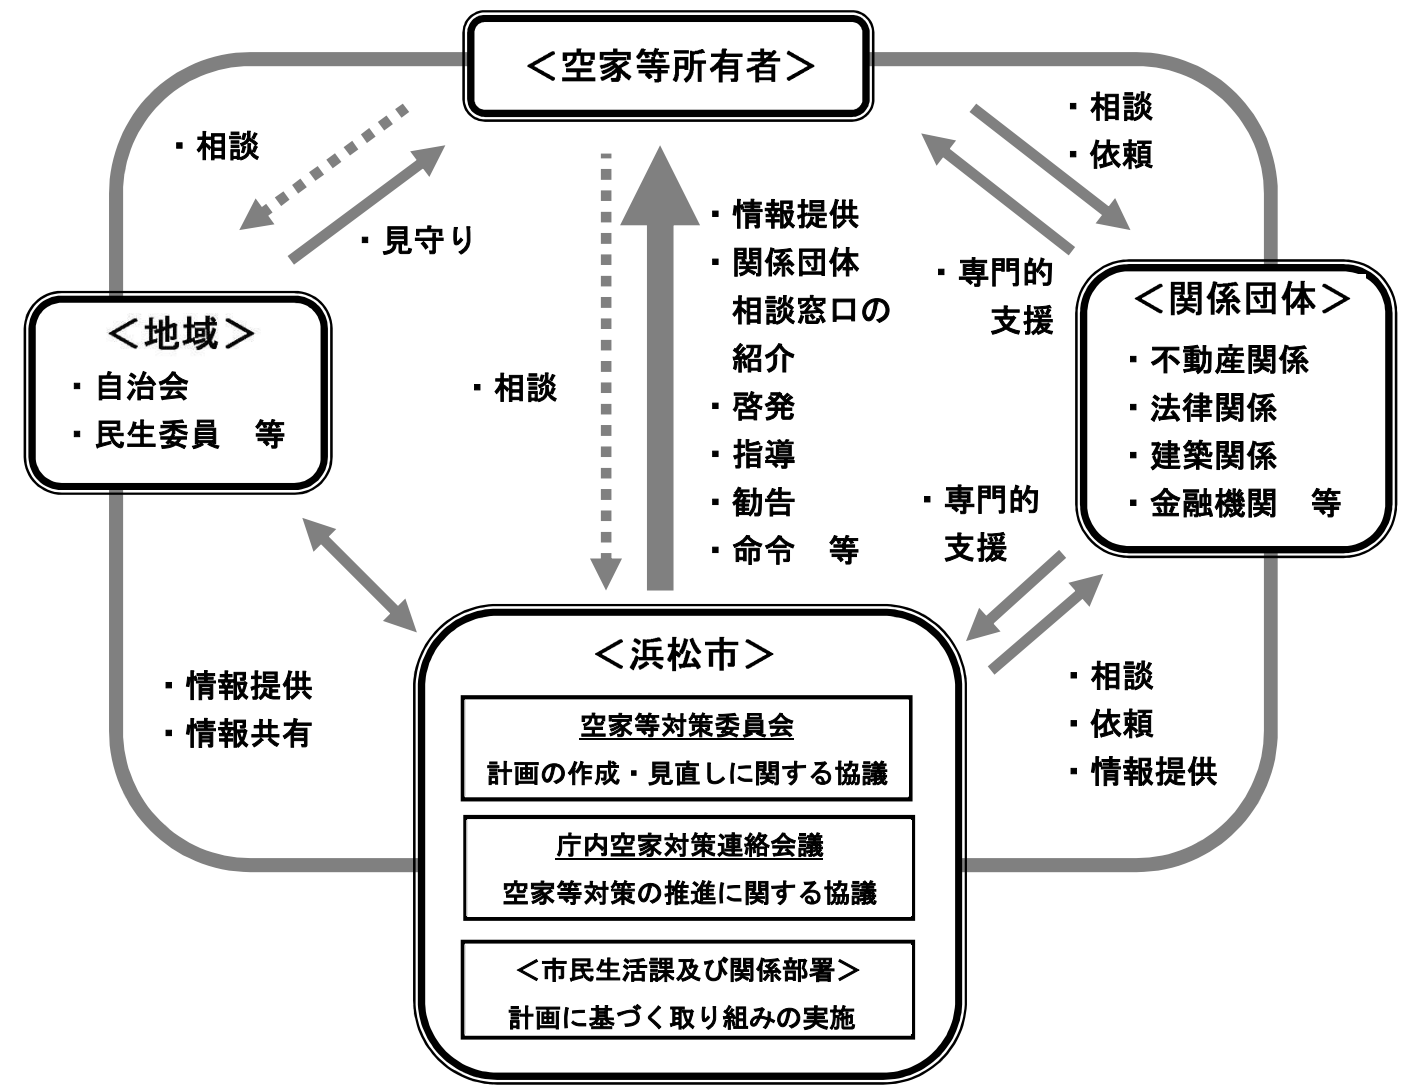 ＜空家等所有者＞
・相談
・見守り
・相談
・依頼
・専門的
支援
＜地域＞
・自治会
・民生委員　等
・相談
・情報提供
・関係団体
相談窓口の
紹介
・啓発
・指導
・勧告
・命令　等
＜関係団体＞
・不動産関係
・法律関係
・建築関係
・金融機関　等
・専門的
支援
・情報提供
・情報共有
・相談
・依頼
・情報提供
＜浜松市＞
空家等対策委員会
計画の作成・見直しに関する協議
庁内空家対策連絡会議
空家等対策の推進に関する協議
＜市民生活課及び関係部署＞
計画に基づく取り組みの実施